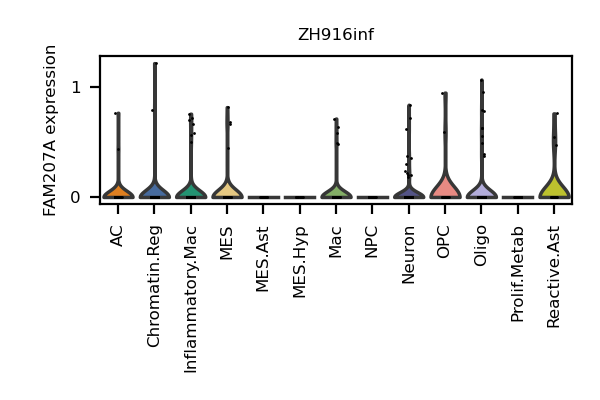 ZH916inf
FAM207A expression
1
0
AC
Chromatin.Reg
Inflammatory.Mac
MES
MES.Ast
MES.Hyp
Mac
NPC
Neuron
OPC
Oligo
Prolif.Metab
Reactive.Ast